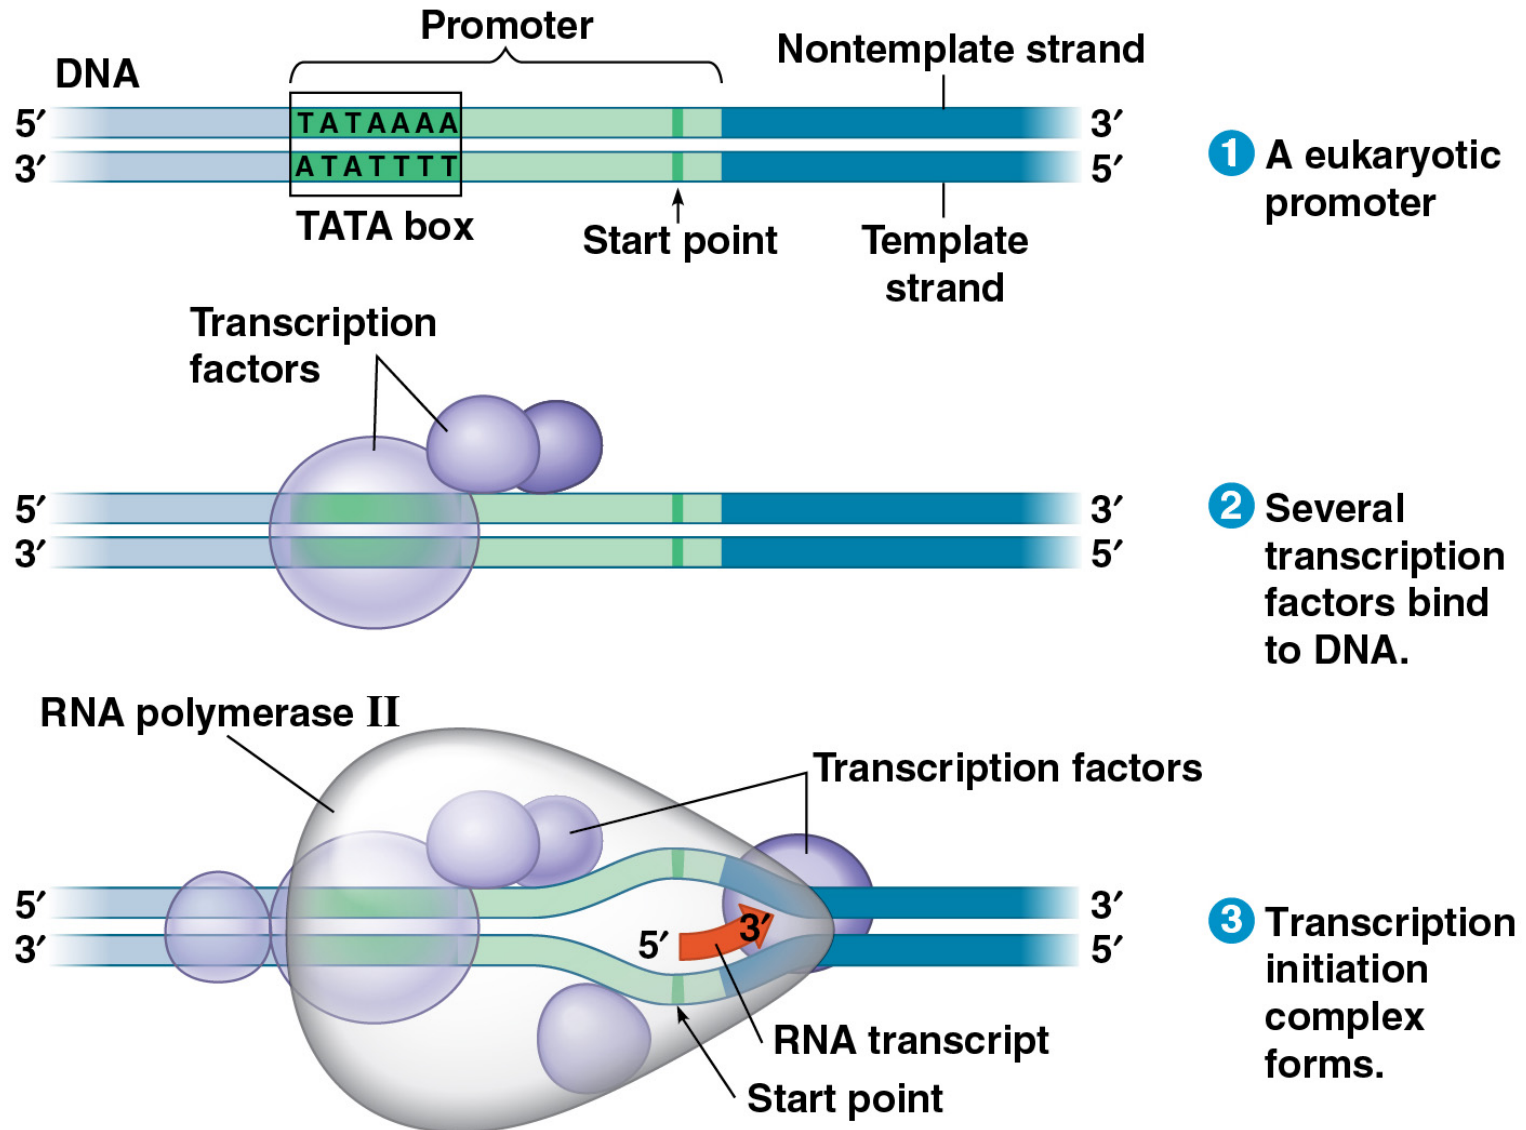 Promoter
Nontemplate strand
DNA
5′ TATAAAA 3′
3′ ATATTTT 5′
TATA box
Start point
Template
strand
1 A eukaryotic
promoter
Transcription
factors
5′ 3′
3′ 5′
2 Several
transcription
factors bind
to DNA.
RNA polymerase II
Transcription factors
5′ 3′
3′ 5′
5′ 3′
RNA transcript
Start point
3 Transcription
initiation
complex
forms.